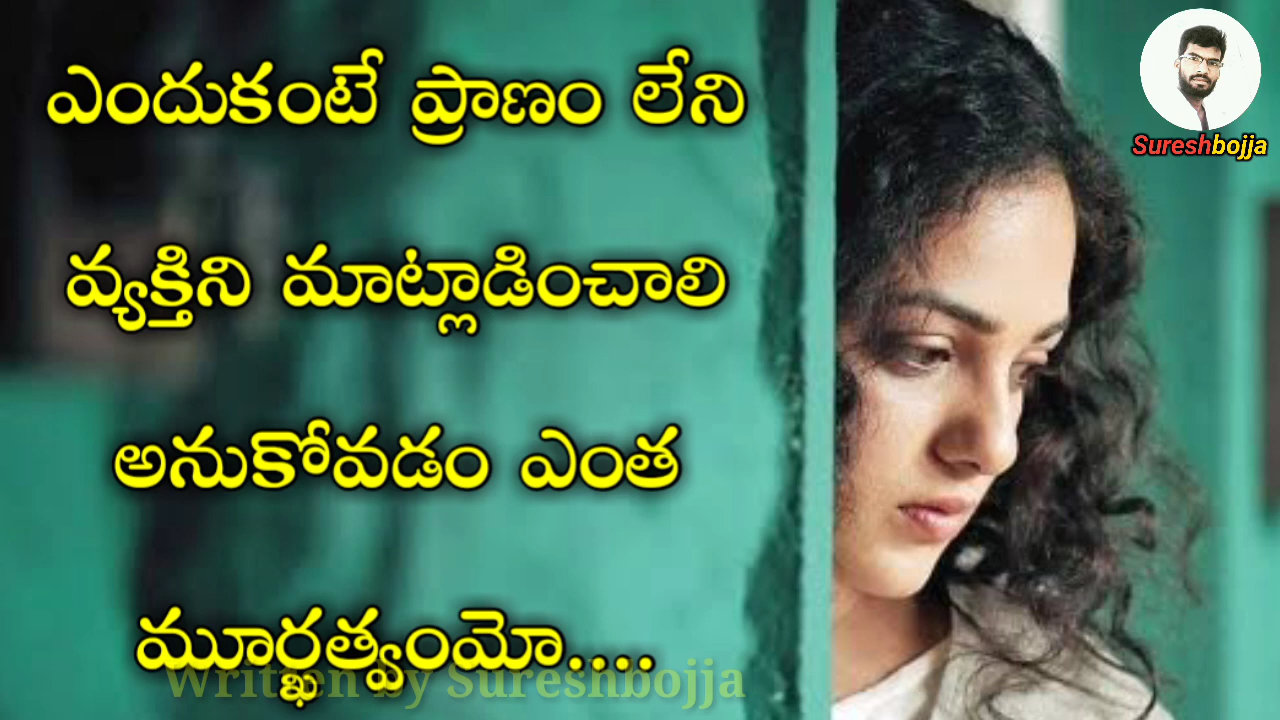 ఎందుకంటే ప్రాణం లేని
Sureshbojja
వ్యక్తిని మాట్లాడించాలి
అనుకోవడం ఎంత
మూర్ఖత్వంమో....
Written by Sureshbojja